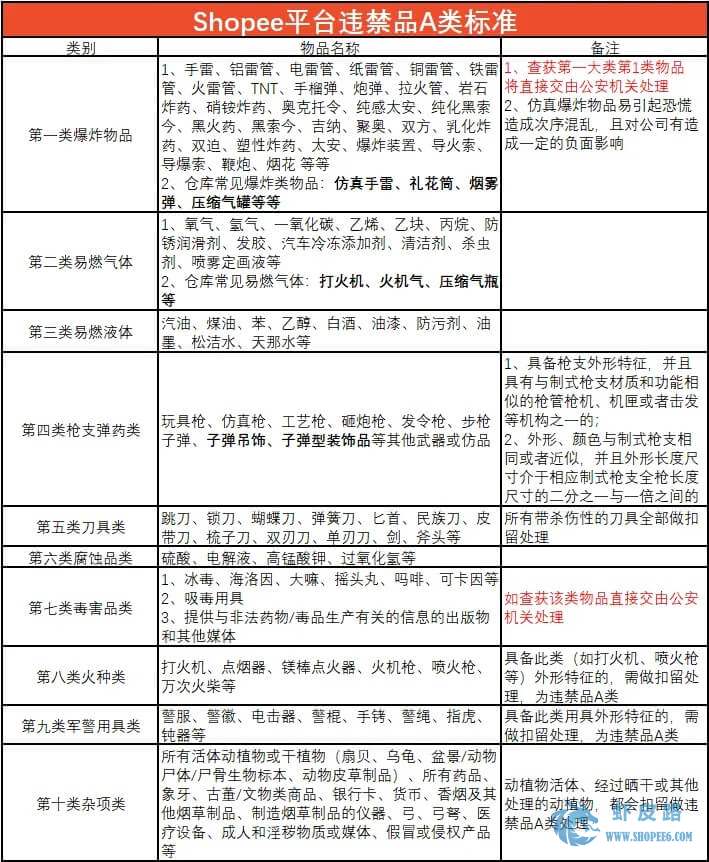 Shopee平台违禁品A类标准
类别 物品名称 备注
第一类爆炸物品
1、手雷、铝雷管、电雷管、纸雷管、铜雷管、铁雷
管、火雷管、TNT、手榴弹、炮弹、拉火管、岩石
炸药、硝铵炸药、奥克托今、纯感太安、纯化黑索
今、黑火药、黑索今、吉纳、聚奥、双方、乳化炸
药、双迫、塑性炸药、太安、爆炸装置、导火索、
导爆索、鞭炮、烟花 等等
2、仓库常见爆炸类物品：仿真手雷、礼花筒、烟雾
弹、压缩气罐等等
1、查获第一大类第1类物品
将直接交由公安机关处理
2、仿真爆炸物品易引起恐慌
造成次序混乱，且对公司有造
成一定的负面影响
第二类易燃气体
1、氧气、氢气、一氧化碳、乙烯、乙块、丙烷、防
锈润滑剂、发胶、汽车冷冻添加剂、清洁剂、杀虫
剂、喷雾定画液等
2、仓库常见易燃气体：打火机、火机气、压缩气瓶
等
第三类易燃液体
汽油、煤油、苯、乙醇、白酒、油漆、防污剂、油
墨、松洁水、天那水等
第四类枪支弹药类
玩具枪、仿真枪、工艺枪、砸炮枪、发令枪、步枪
子弹、子弹吊饰、子弹型装饰品等其他武器或仿品
1、具备枪支外形特征，并且
具有与制式枪支材质和功能相
似的枪管枪机、机匣或者击发
等机构之一的；
2、外形、颜色与制式枪支相
同或者近似，并且外形长度尺
寸介于相应制式枪支全枪长度
尺寸的二分之一与一倍之间的
第五类刀具类
跳刀、锁刀、蝴蝶刀、弹簧刀、匕首、民族刀、皮
带刀、梳子刀、双刃刀、单刃刀、剑、斧头等
所有带杀伤性的刀具全部做扣
留处理
第六类腐蚀品类
硫酸、电解液、高锰酸钾、过氧化氢等
第七类毒害品类
1、冰毒、海洛因、大嘛、摇头丸、吗啡、可卡因等
2、吸毒用具
3、提供与非法药物/毒品生产有关的信息的出版物
和其他媒体
如查获该类物品直接交由公安
机关处理
第八类火种类
打火机、点烟器、镁棒点火器、火机枪、喷火枪、
万次火柴等
具备此类（如打火机、喷火枪
等）外形特征的，需做扣留处
理，为违禁品A类
第九类军警用具类
警服、警徽、电击器、警棍、手铐、警绳、指虎、
钝器等
具备此类用具外形特征的，需
做扣留处理，为违禁品A类
第十类杂项类
所有活体动植物或干植物（扇贝、乌龟、盆景/动物
尸体/尸骨生物标本、动物皮草制品）、所有药品、
象牙、古董/文物类商品、银行卡、货币、香烟及其
他烟草制品、制造烟草制品的仪器、弓、弓弩、医
疗设备、成人和淫秽物质或媒体、假冒或侵权产品
等
动植物活体、经过晒干或其他
处理的动植物，都会扣留做违
禁品A类处理
虾皮路
WWW.SHOPEE6.COM